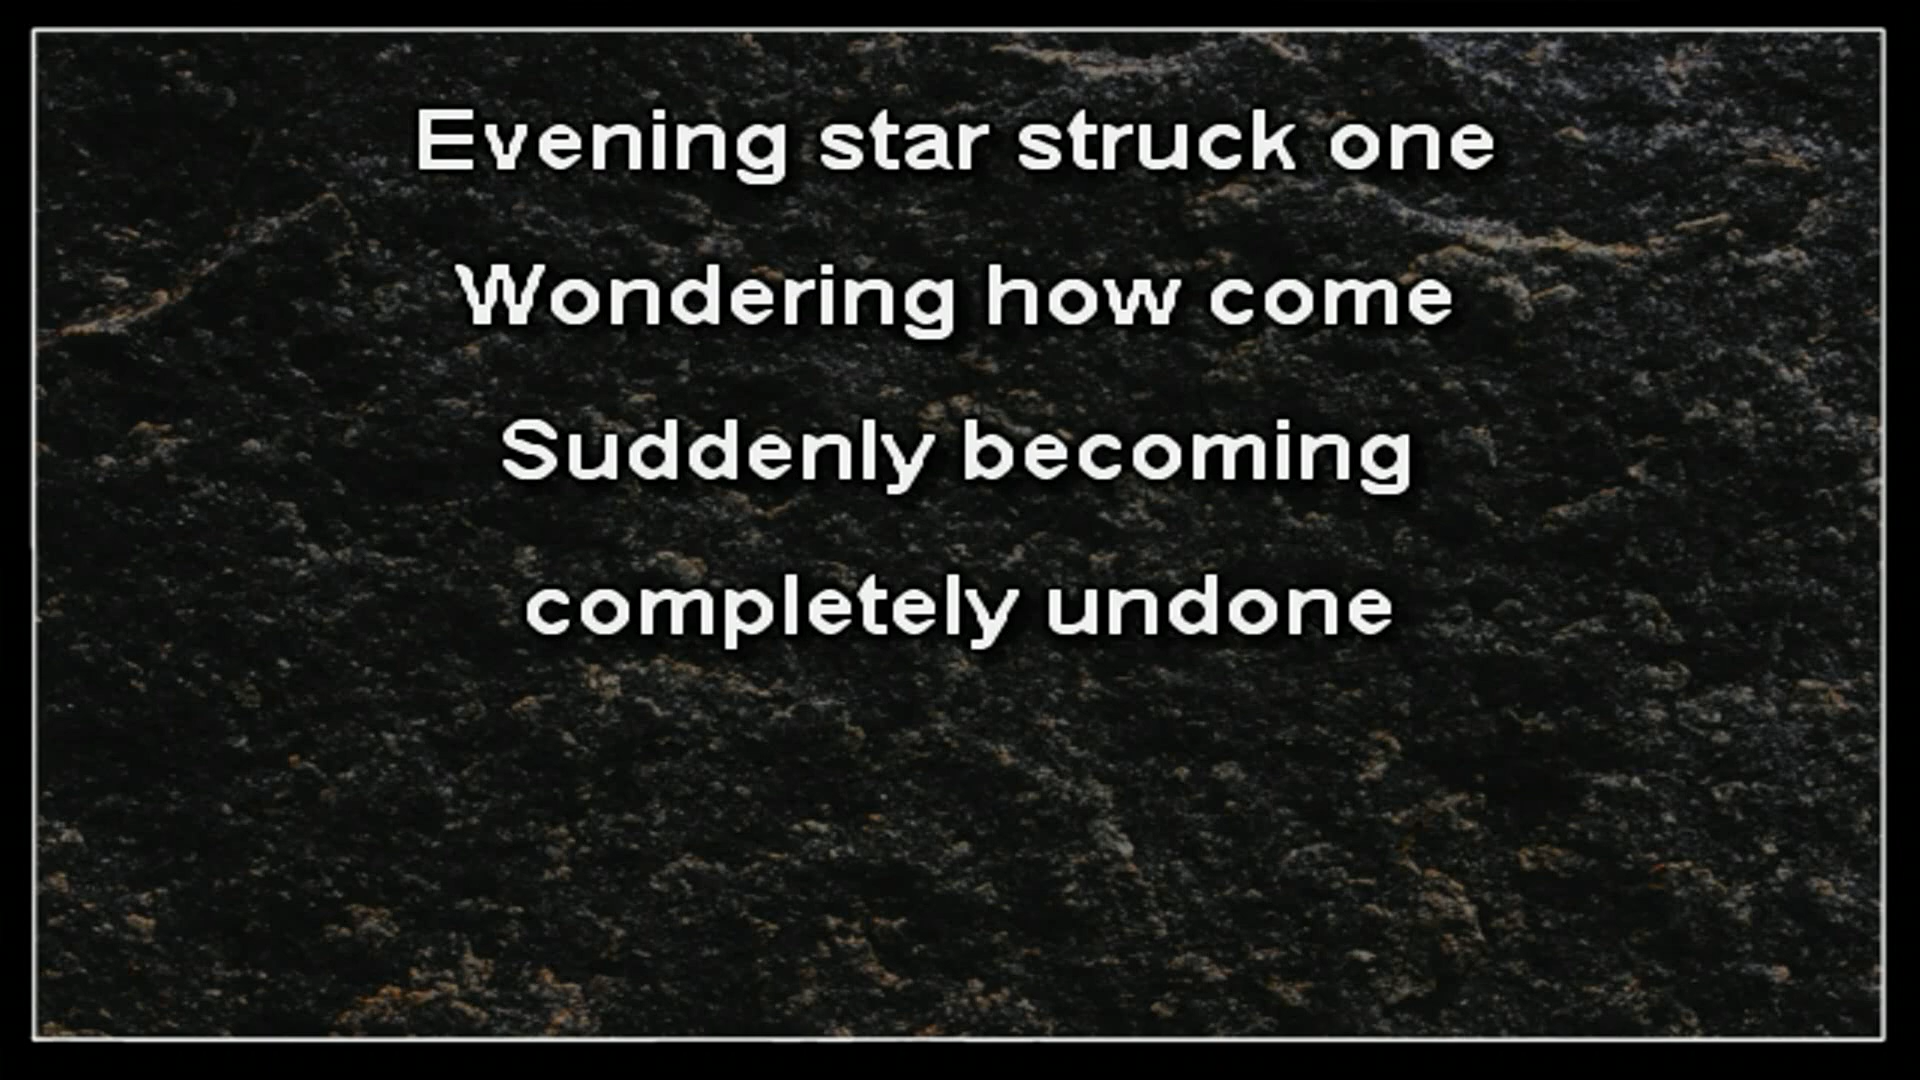 Evening star struck one
Wondering how come
Suddenly becoming
completely undone